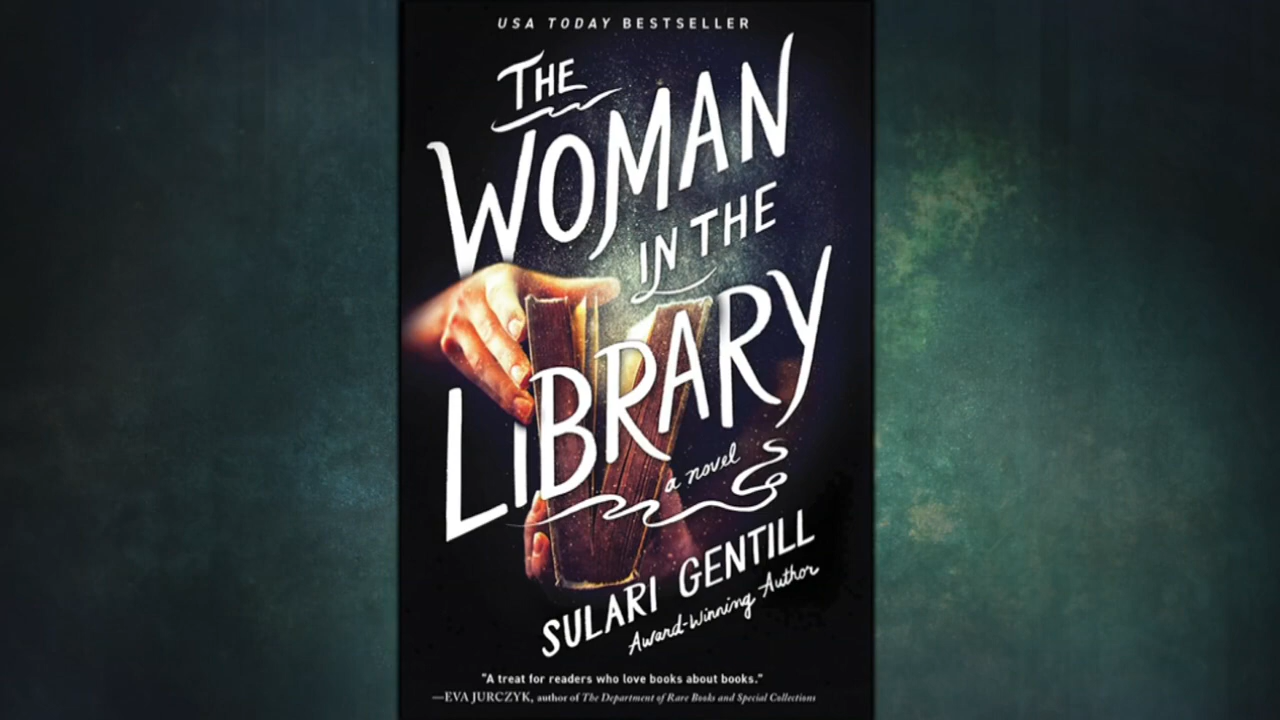 USA TODAY BESTSELLER
THE
WOMAN
IN THE
LIBRARY
a novel
SULARI GENTILL
Award-Winning Author
"A treat for readers who love books about books."
—EVA JURCZYK, author of The Department of Rare Books and Special Collections